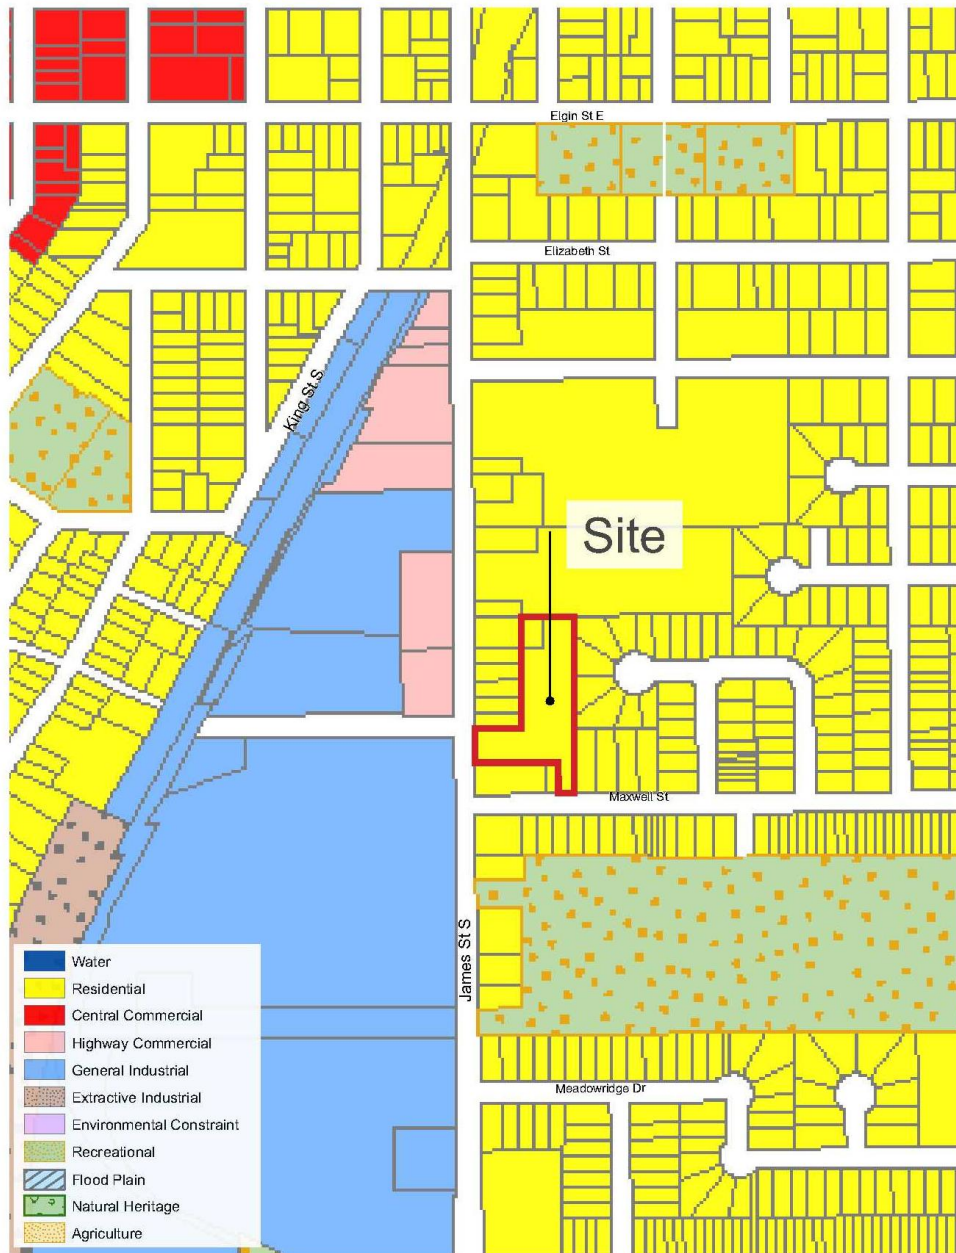 Elgin St E
Elizabeth St
King St S
Site
Maxwell St
James St S
Meadowridge Dr
Water
Residential
Central Commercial
Highway Commercial
General Industrial
Extractive Industrial
Environmental Constraint
Recreational
Flood Plain
Natural Heritage
Agriculture